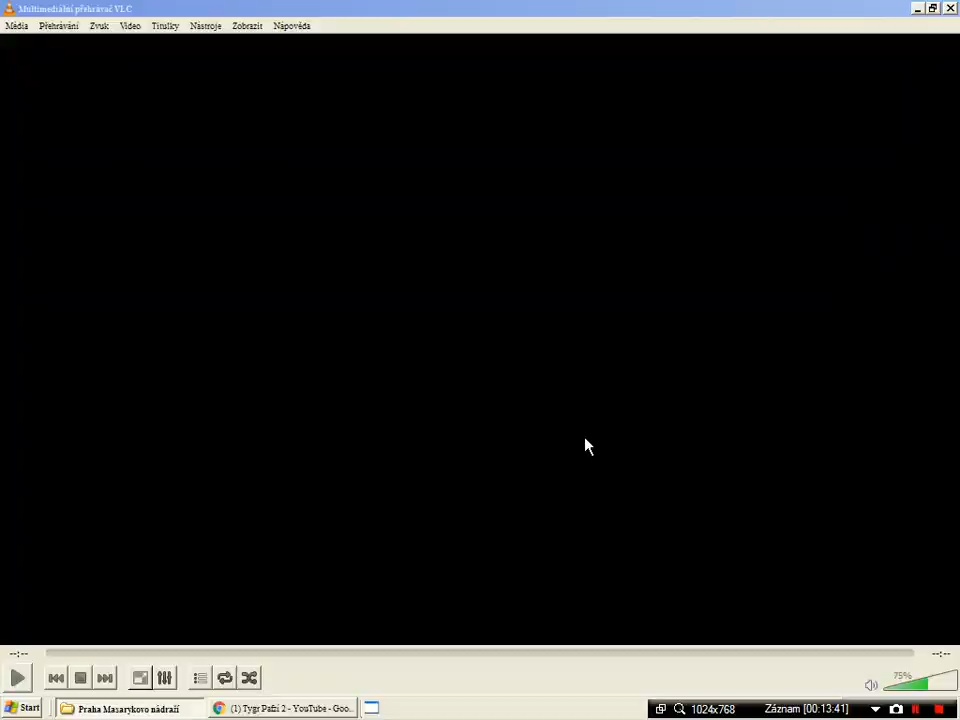 Multimediální přehrávač VLC
Média Přehrávání Zvuk Video Titulky Nástroje Zobrazit Nápověda
--:-- --:--
75%
Start Praha Masarykovo nádraží (1) Tygr Patří 2 - YouTube - Goo... 1024x768 Záznam [00:13:41]